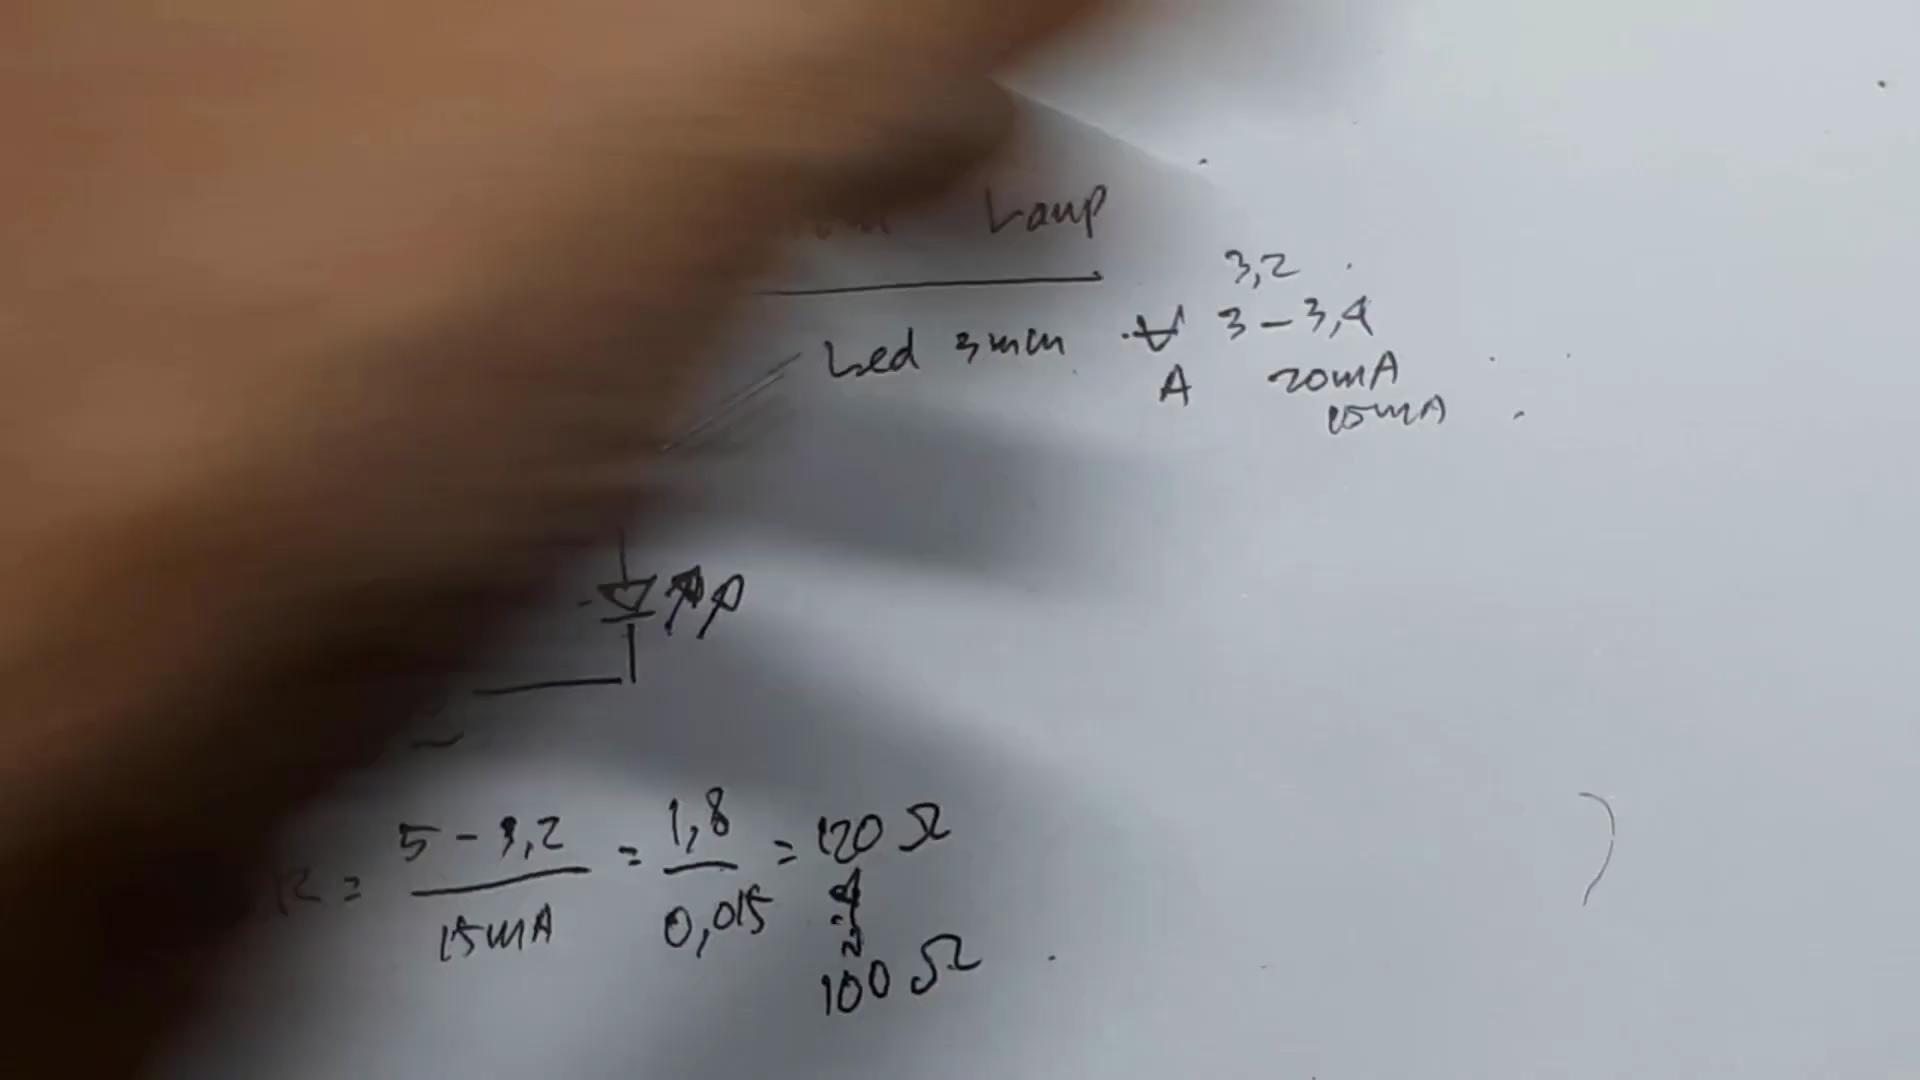 Lamp
3,2
Led 3mm V 3 - 3,4
A 20mA
15mA
R = 5 - 3,2 / 15mA = 1,8 / 0,015 = 120 Ω
100 Ω